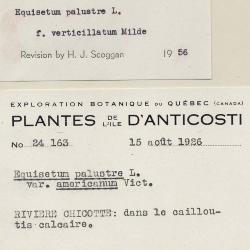 Equisetum palustre L.
f. verticillatum Milde
Revision by H. J. Scoggan 1956
EXPLORATION BOTANIQUE DU QUÉBEC (CANADA)
PLANTES DE L'ILE D'ANTICOSTI
No 24 163 15 août 1926
Equisetum palustre L.
var. americanum Vict.
RIVIERE CHICOTTE: dans le caillou-
tis calcaire.